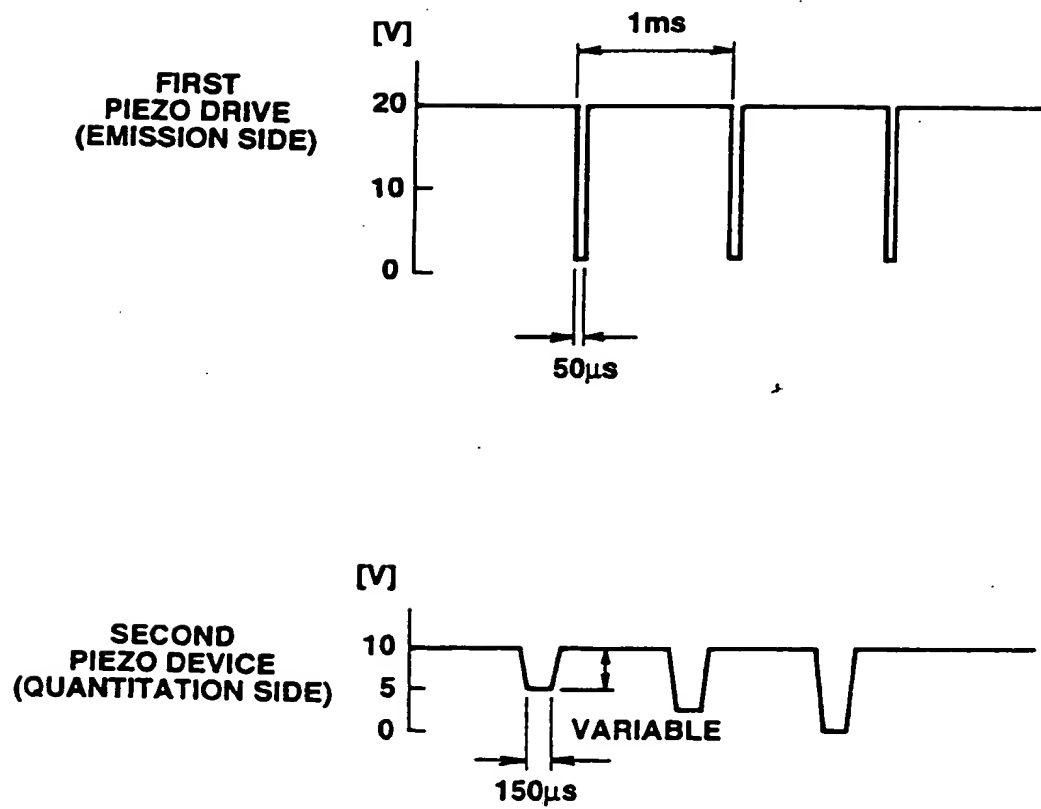 [V]
1ms
FIRST
PIEZO DRIVE
(EMISSION SIDE)
20
10
0
50µs
[V]
SECOND
PIEZO DEVICE
(QUANTITATION SIDE)
10
5
0
VARIABLE
150µs